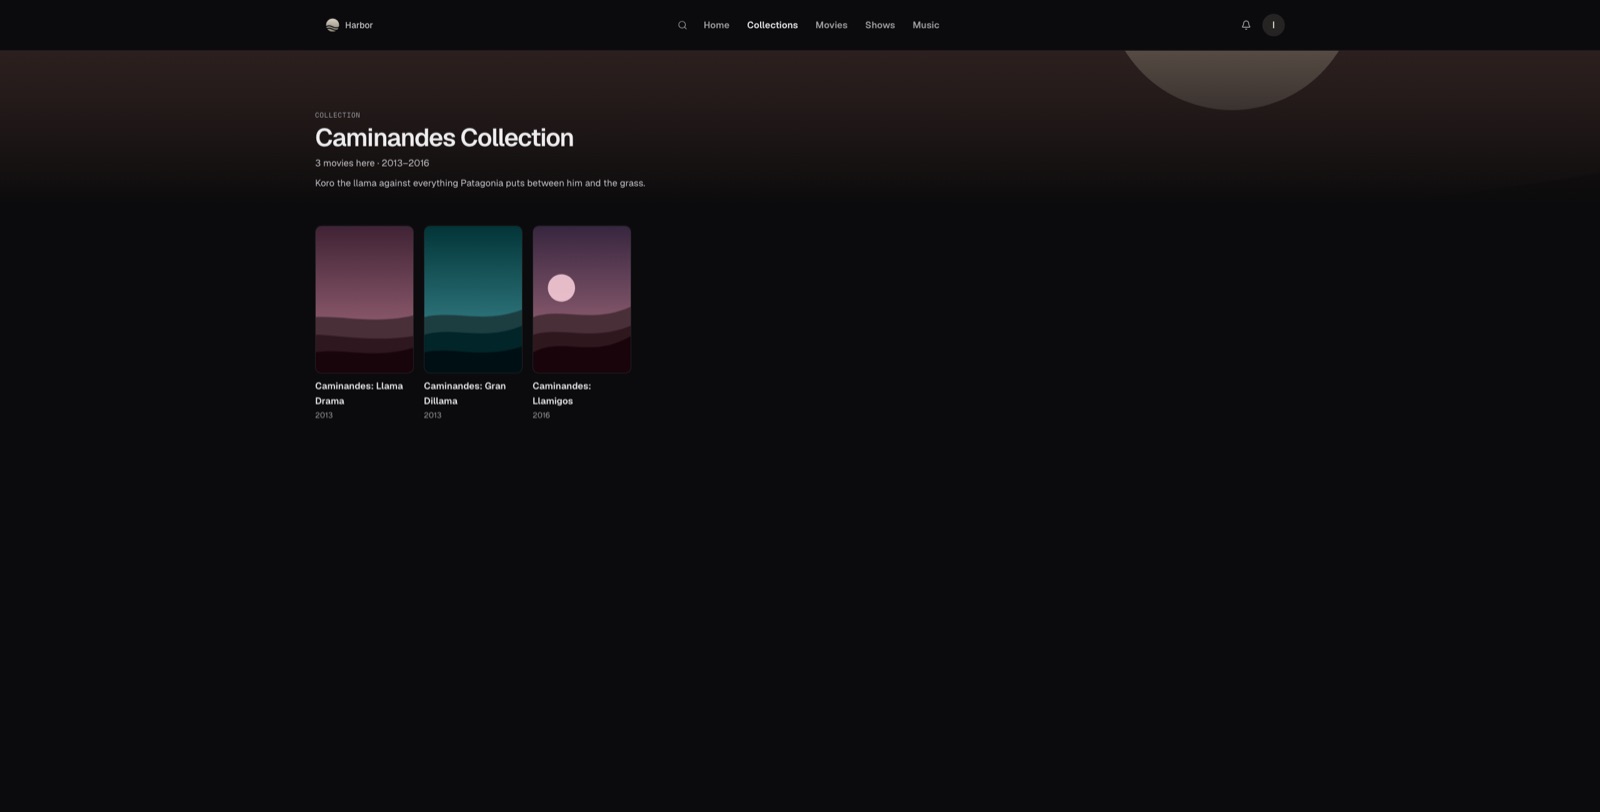 Harbor
Home
Collections
Movies
Shows
Music
I
COLLECTION
Caminandes Collection
3 movies here · 2013–2016
Koro the llama against everything Patagonia puts between him and the grass.
Caminandes: Llama
Drama
2013
Caminandes: Gran
Dillama
2013
Caminandes:
Llamigos
2016